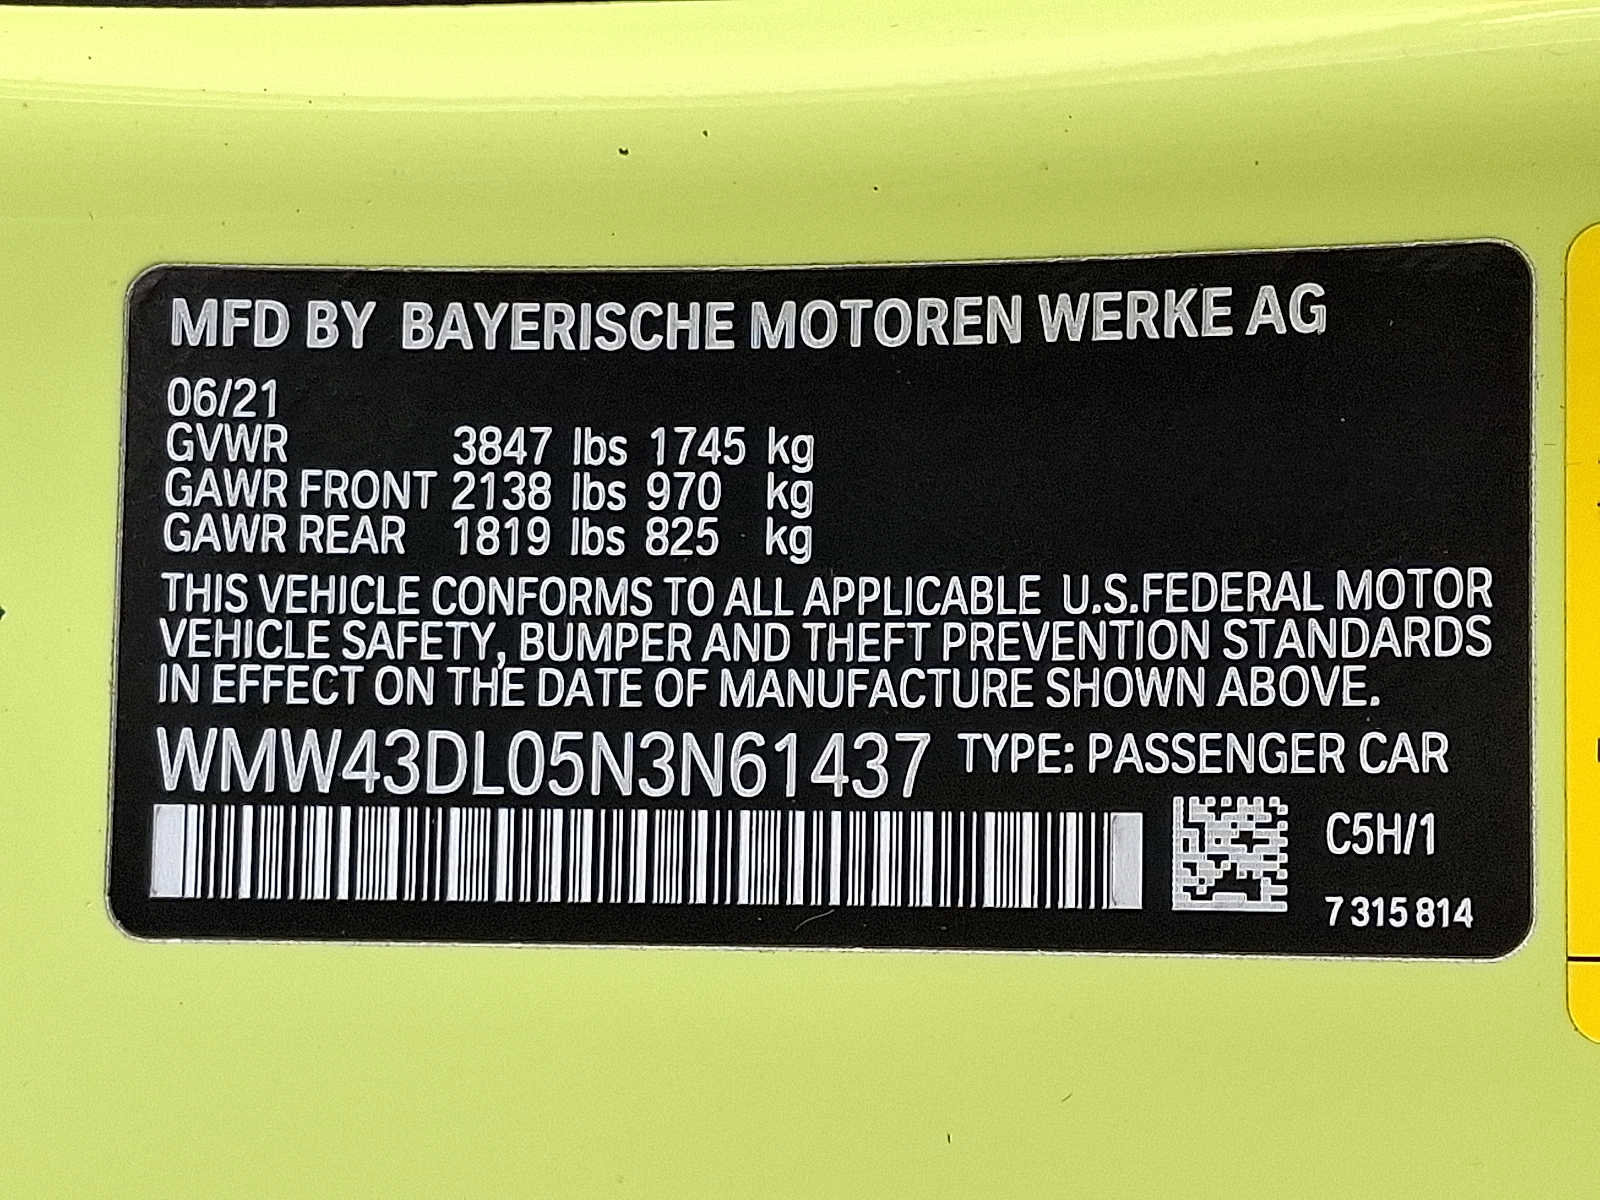 MFD BY BAYERISCHE MOTOREN WERKE AG
06/21
GVWR 3847 lbs 1745 kg
GAWR FRONT 2138 lbs 970 kg
GAWR REAR 1819 lbs 825 kg
THIS VEHICLE CONFORMS TO ALL APPLICABLE U.S.FEDERAL MOTOR
VEHICLE SAFETY, BUMPER AND THEFT PREVENTION STANDARDS
IN EFFECT ON THE DATE OF MANUFACTURE SHOWN ABOVE.
WMW43DL05N3N61437 TYPE: PASSENGER CAR
C5H/1
7 315 814